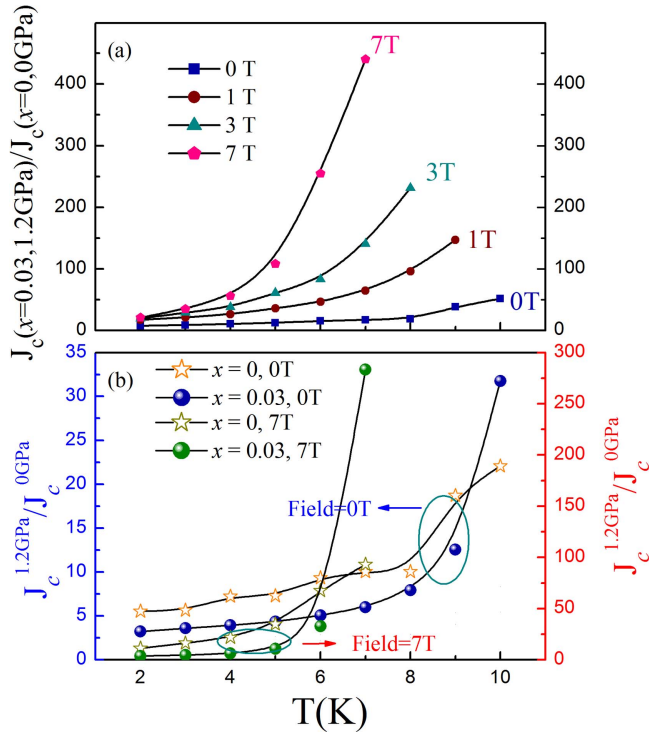 J_c(x=0.03,1.2GPa)/J_c(x=0,0GPa)
(a)
0 T
1 T
3 T
7 T
7T
3T
1T
0T
400
300
200
100
50
0
400
300
200
100
50
0
(b)
x = 0, 0T
x = 0.03, 0T
x = 0, 7T
x = 0.03, 7T
Field=0T
Field=7T
J_c^1.2GPa/J_c^0GPa
35
30
25
20
15
10
5
0
J_c^1.2GPa/J_c^0GPa
300
250
200
150
100
50
0
2 4 6 8 10
T(K)